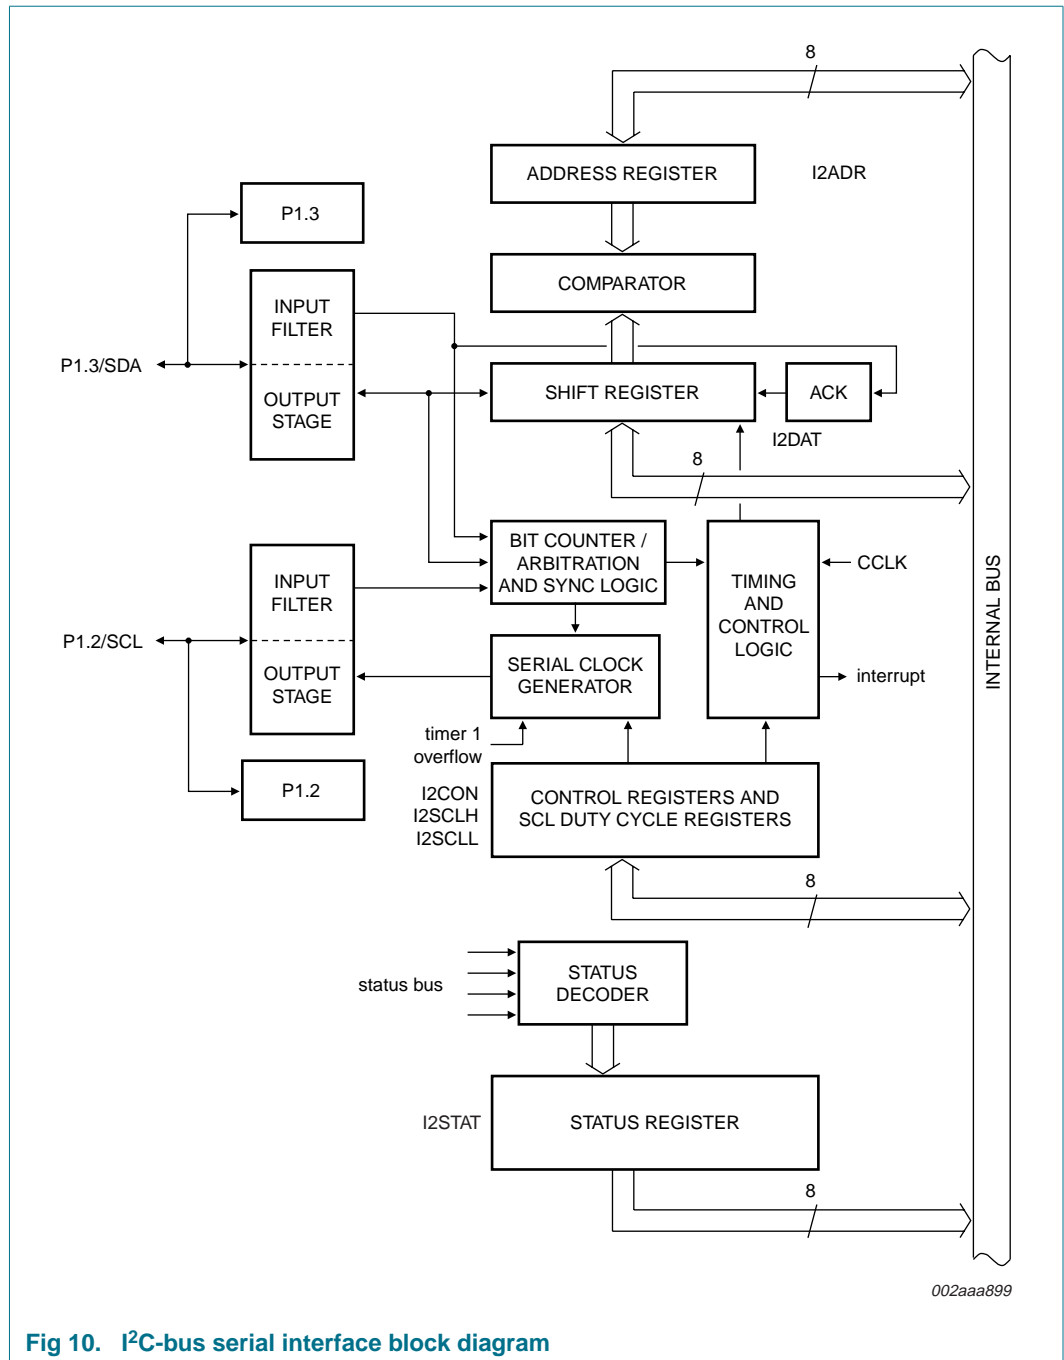 8
ADDRESS REGISTER
I2ADR
P1.3
COMPARATOR
INPUT
FILTER
P1.3/SDA
OUTPUT
STAGE
SHIFT REGISTER
ACK
I2DAT
8
BIT COUNTER /
ARBITRATION
AND SYNC LOGIC
INPUT
FILTER
TIMING
AND
CONTROL
LOGIC
CCLK
INTERNAL BUS
P1.2/SCL
OUTPUT
STAGE
SERIAL CLOCK
GENERATOR
interrupt
timer 1
overflow
P1.2
I2CON
I2SCLH
I2SCLL
CONTROL REGISTERS AND
SCL DUTY CYCLE REGISTERS
8
status bus
STATUS
DECODER
I2STAT
STATUS REGISTER
8
002aaa899
Fig 10. I²C-bus serial interface block diagram